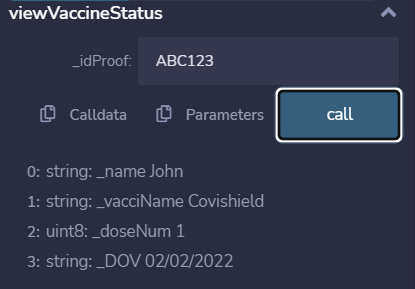 viewVaccineStatus
_idProof: ABC123
Calldata Parameters call
0: string: _name John
1: string: _vacciName Covishield
2: uint8: _doseNum 1
3: string: _DOV 02/02/2022